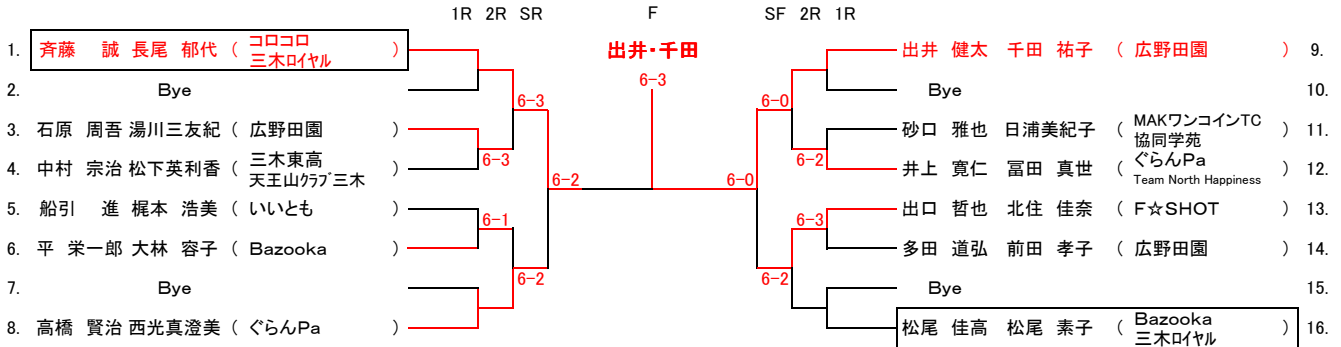 1R 2R SR F SF 2R 1R
1. 斉藤 誠 長尾 郁代 ( コロコロ 三木ロイヤル )
2. Bye
3. 石原 周吾 湯川三友紀 ( 広野田園 )
4. 中村 宗治 松下英利香 ( 三木東高 天王山クラブ三木 )
5. 船引 進 梶本 浩美 ( いいとも )
6. 平 栄一郎 大林 容子 ( Bazooka )
7. Bye
8. 高橋 賢治 西光真澄美 ( ぐらんPa )
6-3
6-3
6-2
6-1
6-2
出井・千田
6-3
6-0
6-2
6-0
6-3
6-2
出井 健太 千田 祐子 ( 広野田園 ) 9.
Bye 10.
砂口 雅也 日浦美紀子 ( MAKワンコインTC 協同学苑 ) 11.
井上 寛仁 冨田 真世 ( ぐらんPa Team North Happiness ) 12.
出口 哲也 北住 佳奈 ( F☆SHOT ) 13.
多田 道弘 前田 孝子 ( 広野田園 ) 14.
Bye 15.
松尾 佳高 松尾 素子 ( Bazooka 三木ロイヤル ) 16.